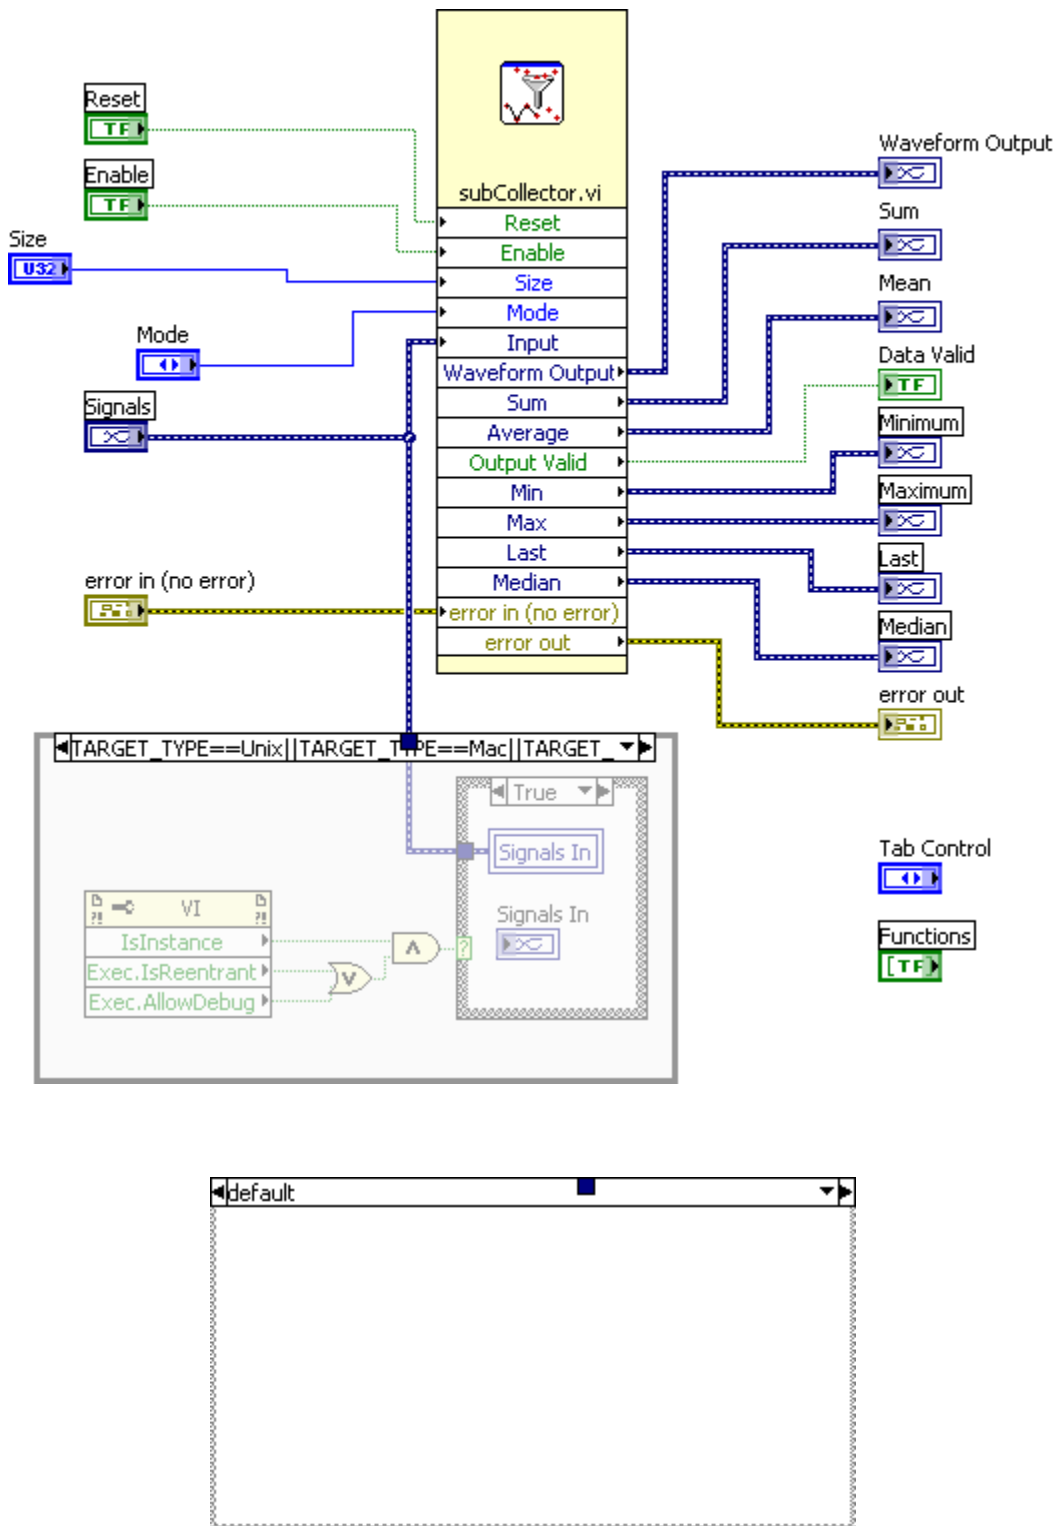 Reset
TF
Enable
TF
Size
U32
Mode
Signals
error in (no error)
subCollector.vi
Reset
Enable
Size
Mode
Input
Waveform Output
Sum
Average
Output Valid
Min
Max
Last
Median
error in (no error)
error out
Waveform Output
Sum
Mean
Data Valid
TF
Minimum
Maximum
Last
Median
error out
TARGET_TYPE==Unix||TARGET_TYPE==Mac||TARGET_
True
Signals In
Signals In
?! VI ?!
IsInstance
Exec.IsReentrant
Exec.AllowDebug
Λ
V
?
Tab Control
Functions
[TF]
default